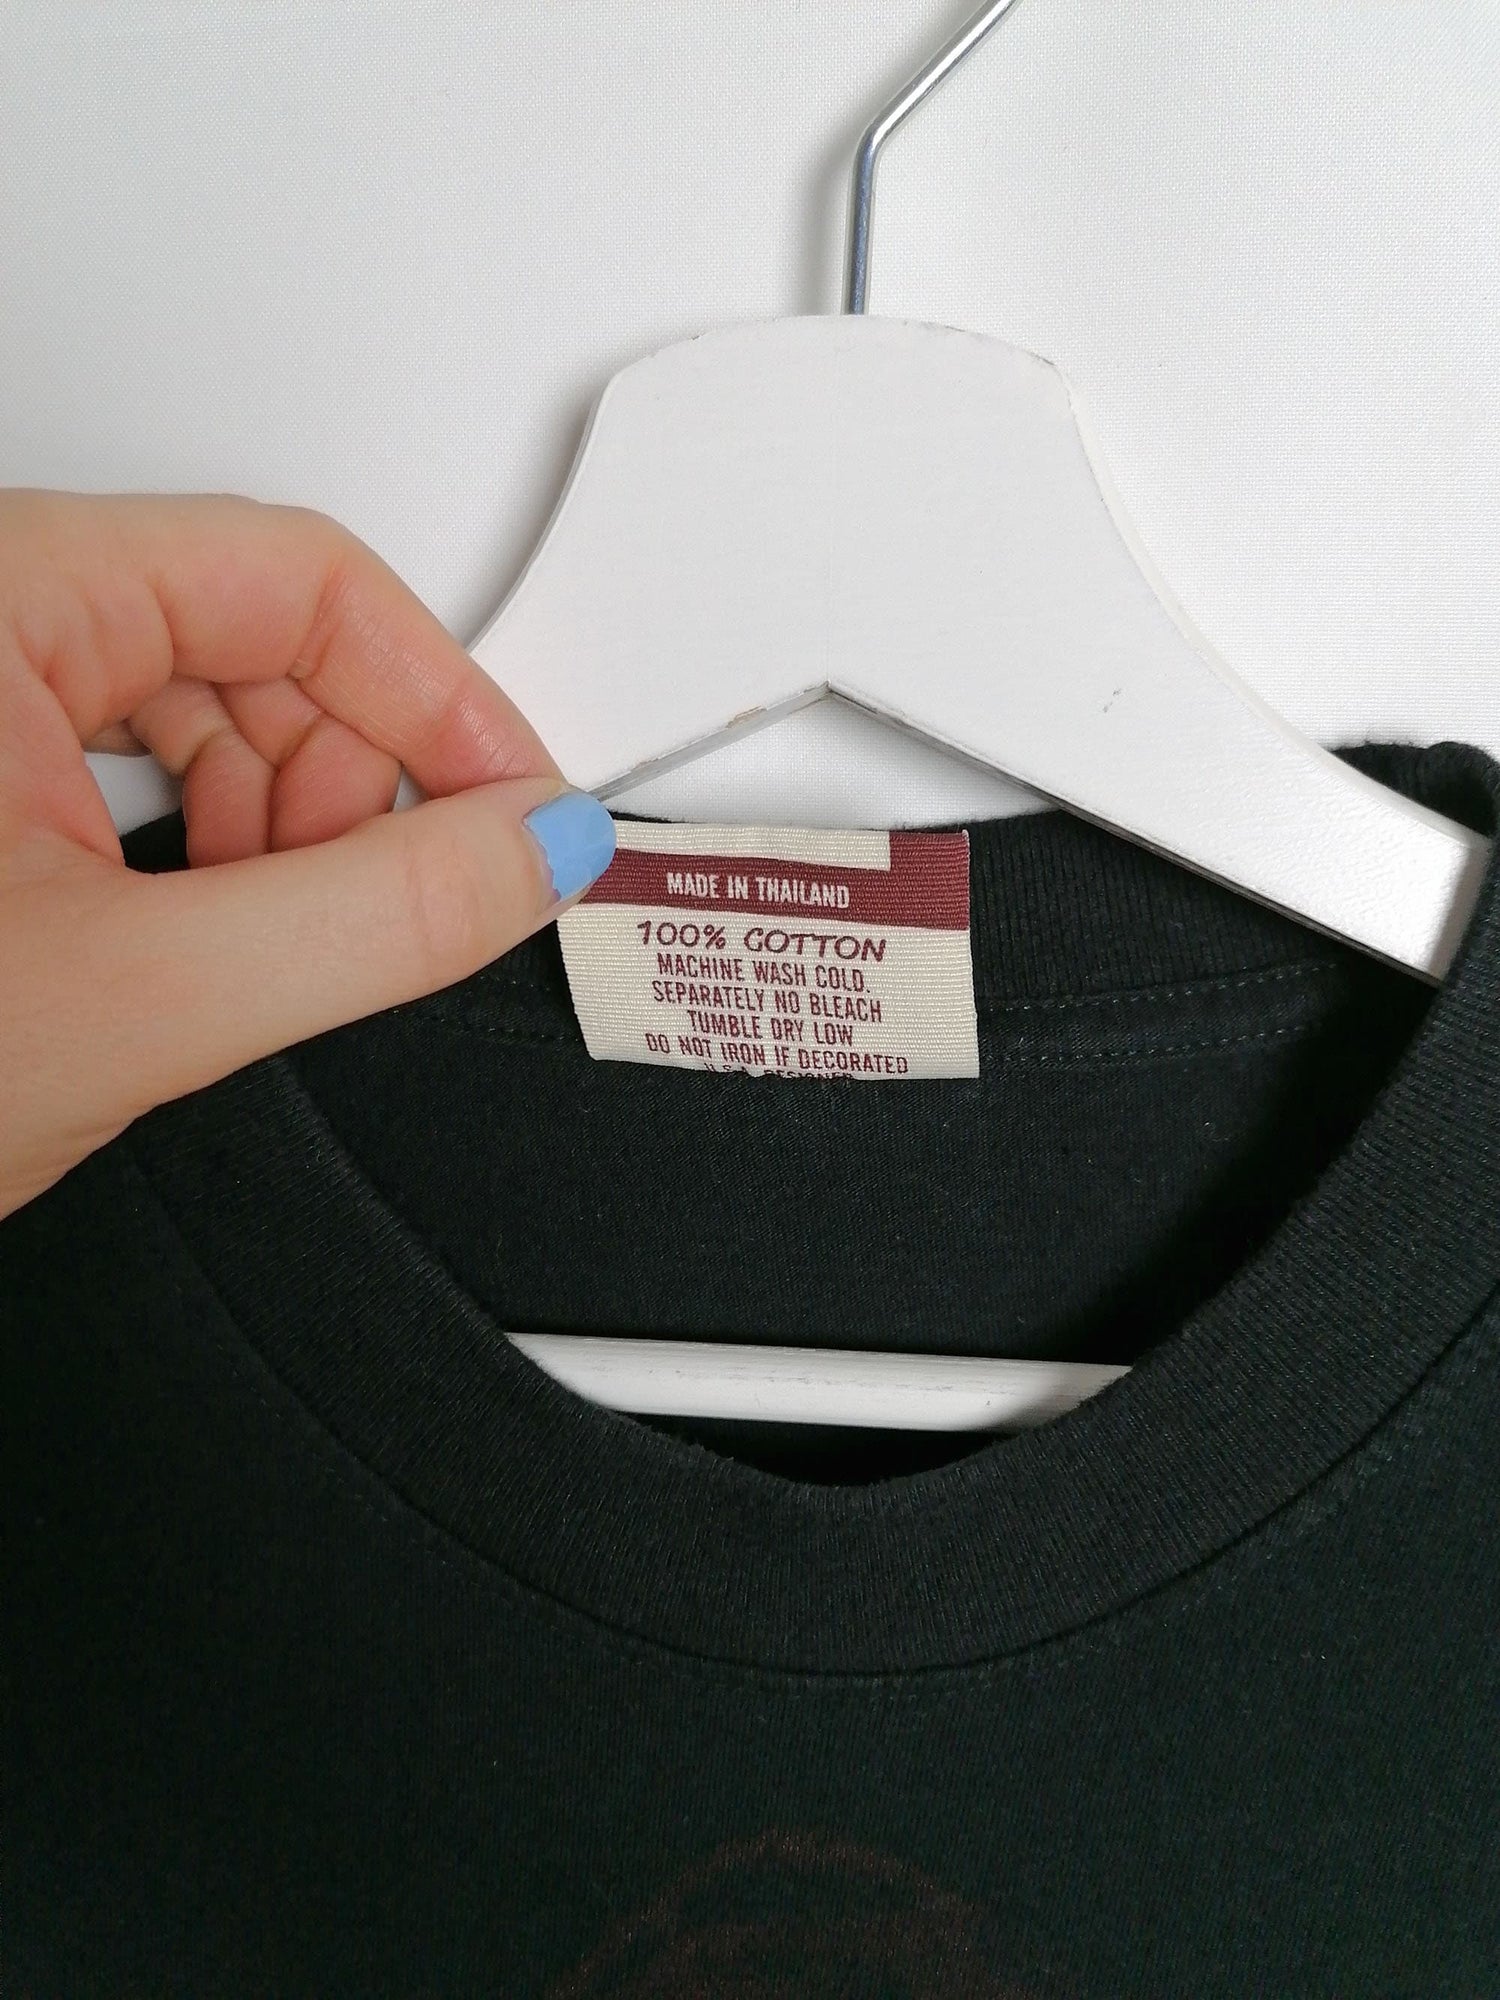 MADE IN THAILAND
100% COTTON
MACHINE WASH COLD.
SEPARATELY NO BLEACH
TUMBLE DRY LOW
DO NOT IRON IF DECORATED
U.S.A. DESIGNER